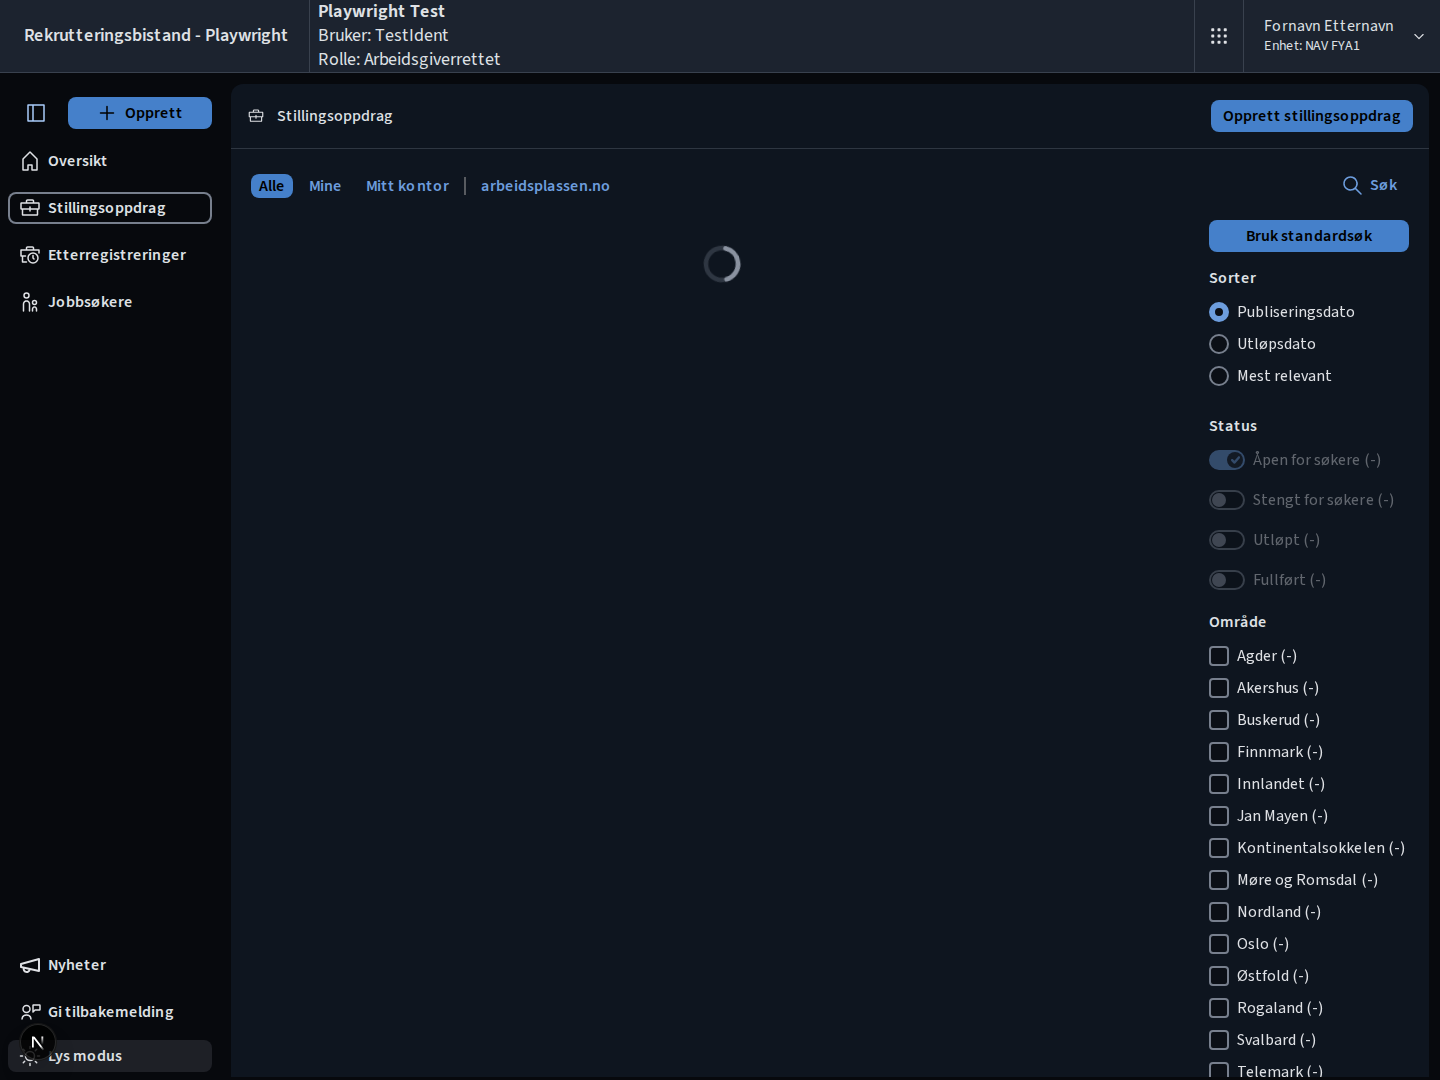 Rekrutteringsbistand - Playwright
Playwright Test
Bruker: TestIdent
Rolle: Arbeidsgiverrettet
Fornavn Etternavn
Enhet: NAV FYA1
Opprett
Oversikt
Stillingsoppdrag
Etterregistreringer
Jobbsøkere
Nyheter
Gi tilbakemelding
N
Lys modus
Stillingsoppdrag
Opprett stillingsoppdrag
Alle
Mine
Mitt kontor
arbeidsplassen.no
Søk
Bruk standardsøk
Sorter
Publiseringsdato
Utløpsdato
Mest relevant
Status
Åpen for søkere (-)
Stengt for søkere (-)
Utløpt (-)
Fullført (-)
Område
Agder (-)
Akershus (-)
Buskerud (-)
Finnmark (-)
Innlandet (-)
Jan Mayen (-)
Kontinentalsokkelen (-)
Møre og Romsdal (-)
Nordland (-)
Oslo (-)
Østfold (-)
Rogaland (-)
Svalbard (-)
Telemark (-)